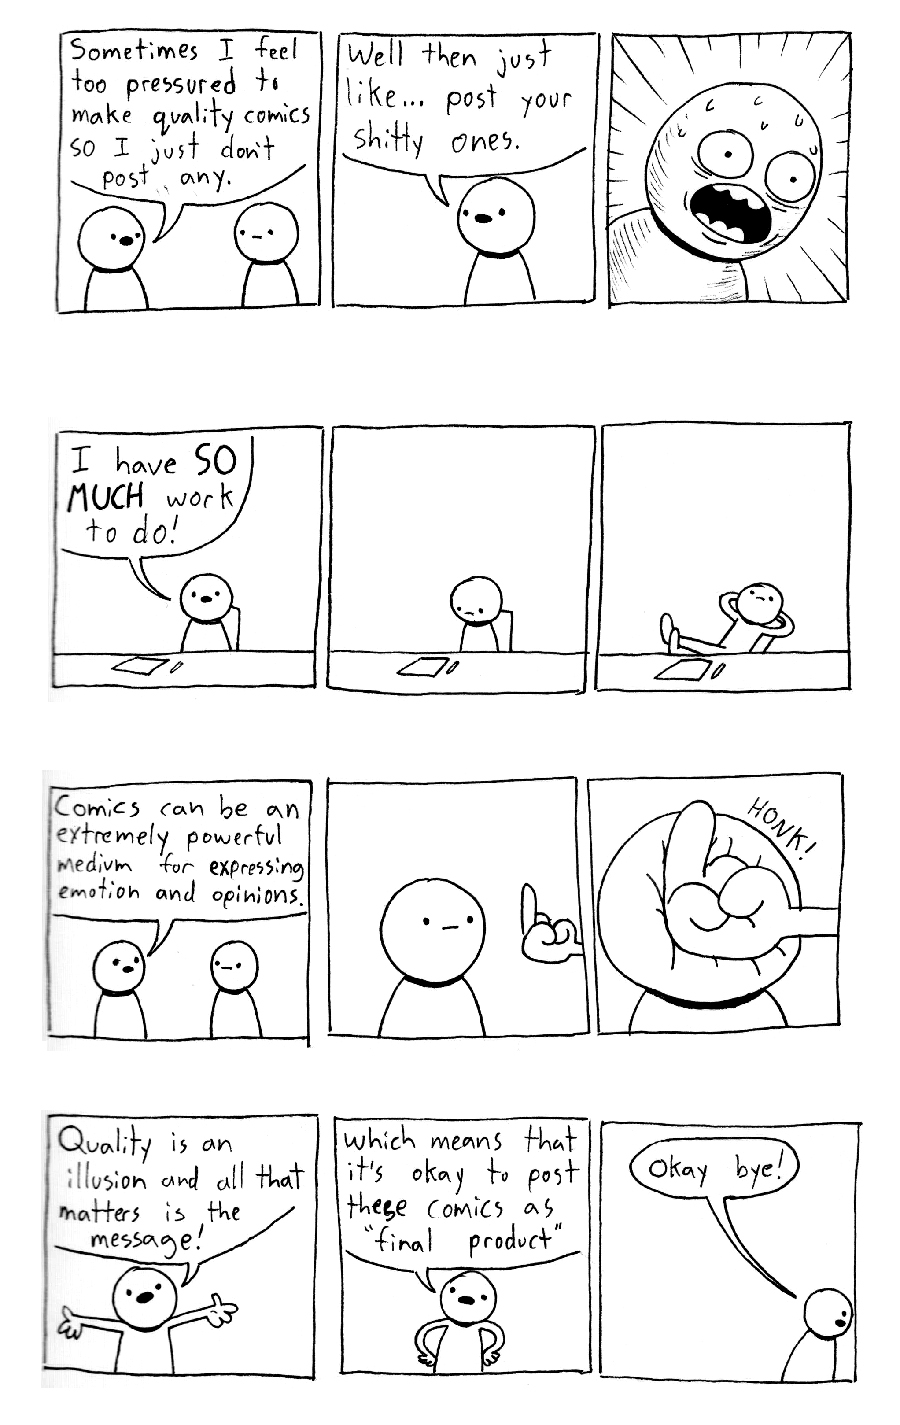 Sometimes I feel
too pressured to
make quality comics
so I just don't
post any.
Well then just
like... post your
shitty ones.
I have SO
MUCH work
to do!
Comics can be an
extremely powerful
medium for expressing
emotion and opinions.
HONK!
Quality is an
illusion and all that
matters is the
message!
which means that
it's okay to post
these comics as
"final product"
Okay bye!